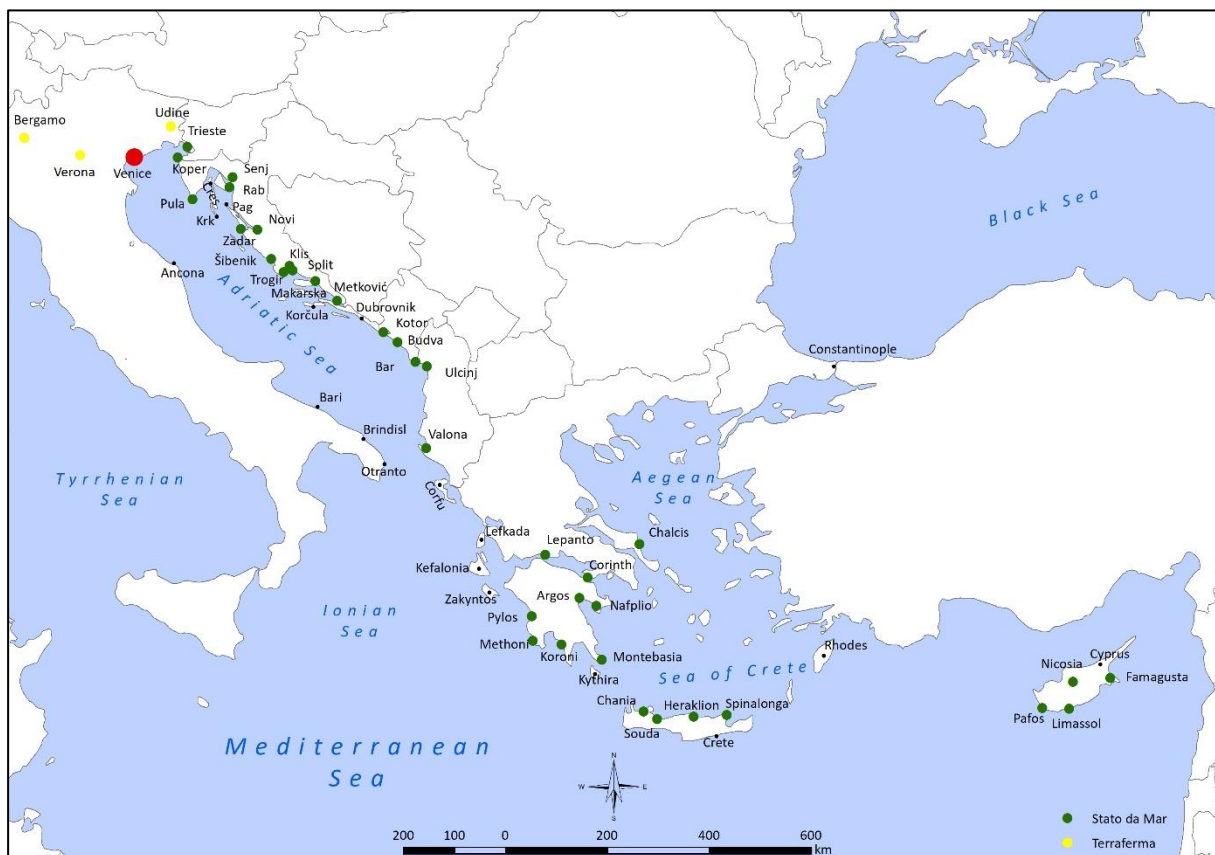 Bergamo
Udine
Trieste
Verona
Venice
Koper
Senj
Rab
Cres
Pula
Pag
Krk
Novi
Zadar
Šibenik
Klis
Split
Trogir
Ancona
Makarska
Metković
Korčula
Dubrovnik
Kotor
Budva
Bar
Ulcinj
Adriatic Sea
Black Sea
Constantinople
Bari
Brindisl
Otranto
Valona
Corfu
Tyrrhenian
Sea
Aegean
Sea
Lefkada
Lepanto
Chalcis
Kefalonia
Corinth
Zakyntos
Argos
Nafplio
Ionian
Sea
Pylos
Methoni
Koroni
Montebasia
Kythira
Sea of Crete
Rhodes
Cyprus
Nicosia
Famagusta
Pafos
Limassol
Chania
Heraklion
Spinalonga
Souda
Crete
Mediterranean
Sea
N
W
E
S
Stato da Mar
Terraferma
200 100 0 200 400 600
km